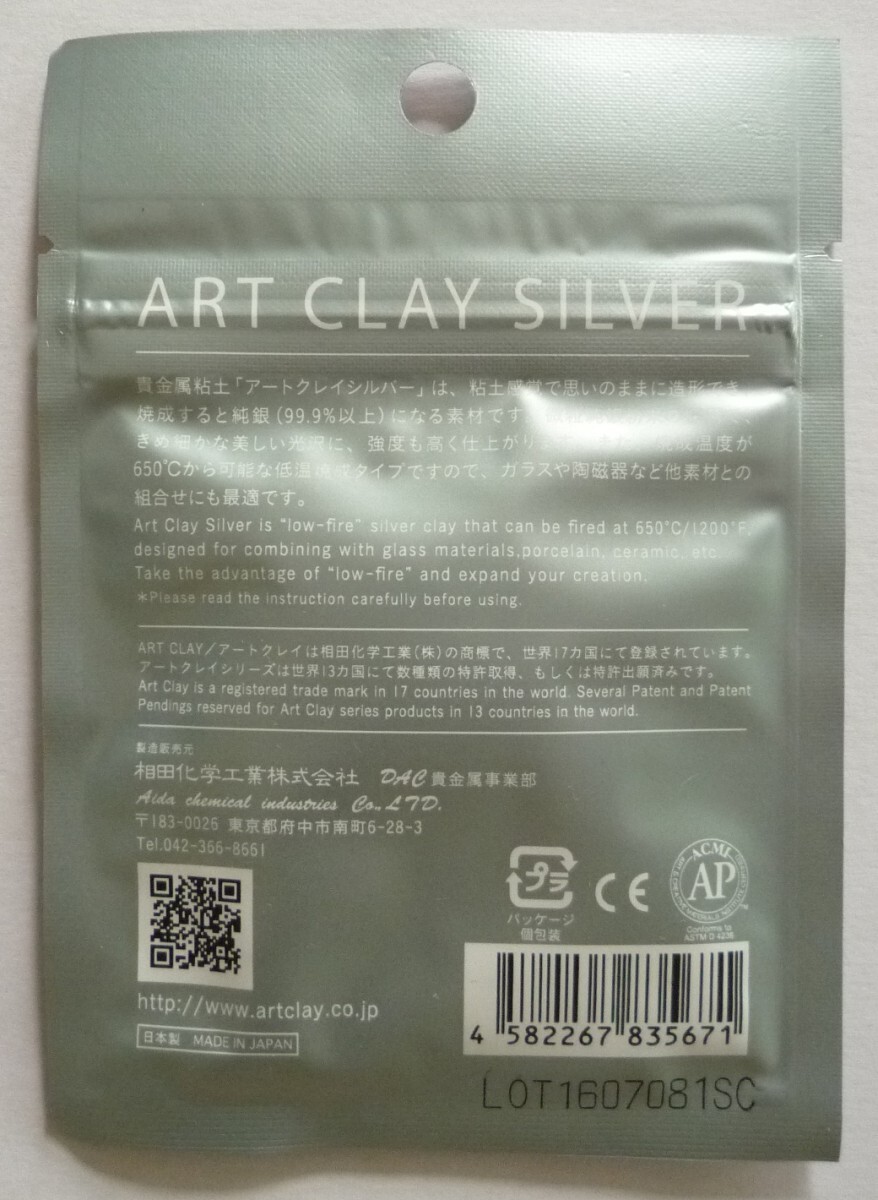 ART CLAY SILVER
貴金属粘土「アートクレイシルバー」は、粘土感覚で思いのままに造形でき、
焼成すると純銀(99.9%以上)になる素材です
きめ細かな美しい光沢に、強度も高く仕上がり 焼成温度が
650℃から可能な低温焼成タイプですので、ガラスや陶磁器など他素材との
組合せにも最適です。
Art Clay Silver is "low-fire" silver clay that can be fired at 650℃/1200°F,
designed for combining with glass materials,porcelain, ceramic, etc.
Take the advantage of "low-fire" and expand your creation.
*Please read the instruction carefully before using.
ART CLAY/アートクレイは相田化学工業(株)の商標で、世界17カ国にて登録されています。
アートクレイシリーズは世界13カ国にて数種類の特許取得、もしくは特許出願済みです。
Art Clay is a registered trade mark in 17 countries in the world. Several Patent and Patent
Pendings reserved for Art Clay series products in 13 countries in the world.
製造販売元
相田化学工業株式会社 DAC貴金属事業部
Aida chemical industries Co., LTD.
〒183-0026 東京都府中市南町6-28-3
Tel.042-366-8661
プラ
パッケージ
個包装
CE
ACMI
AP
Conforms to
ASTM D 4236
http://www.artclay.co.jp
日本製 MADE IN JAPAN
4 582267 835671
LOT1607081SC